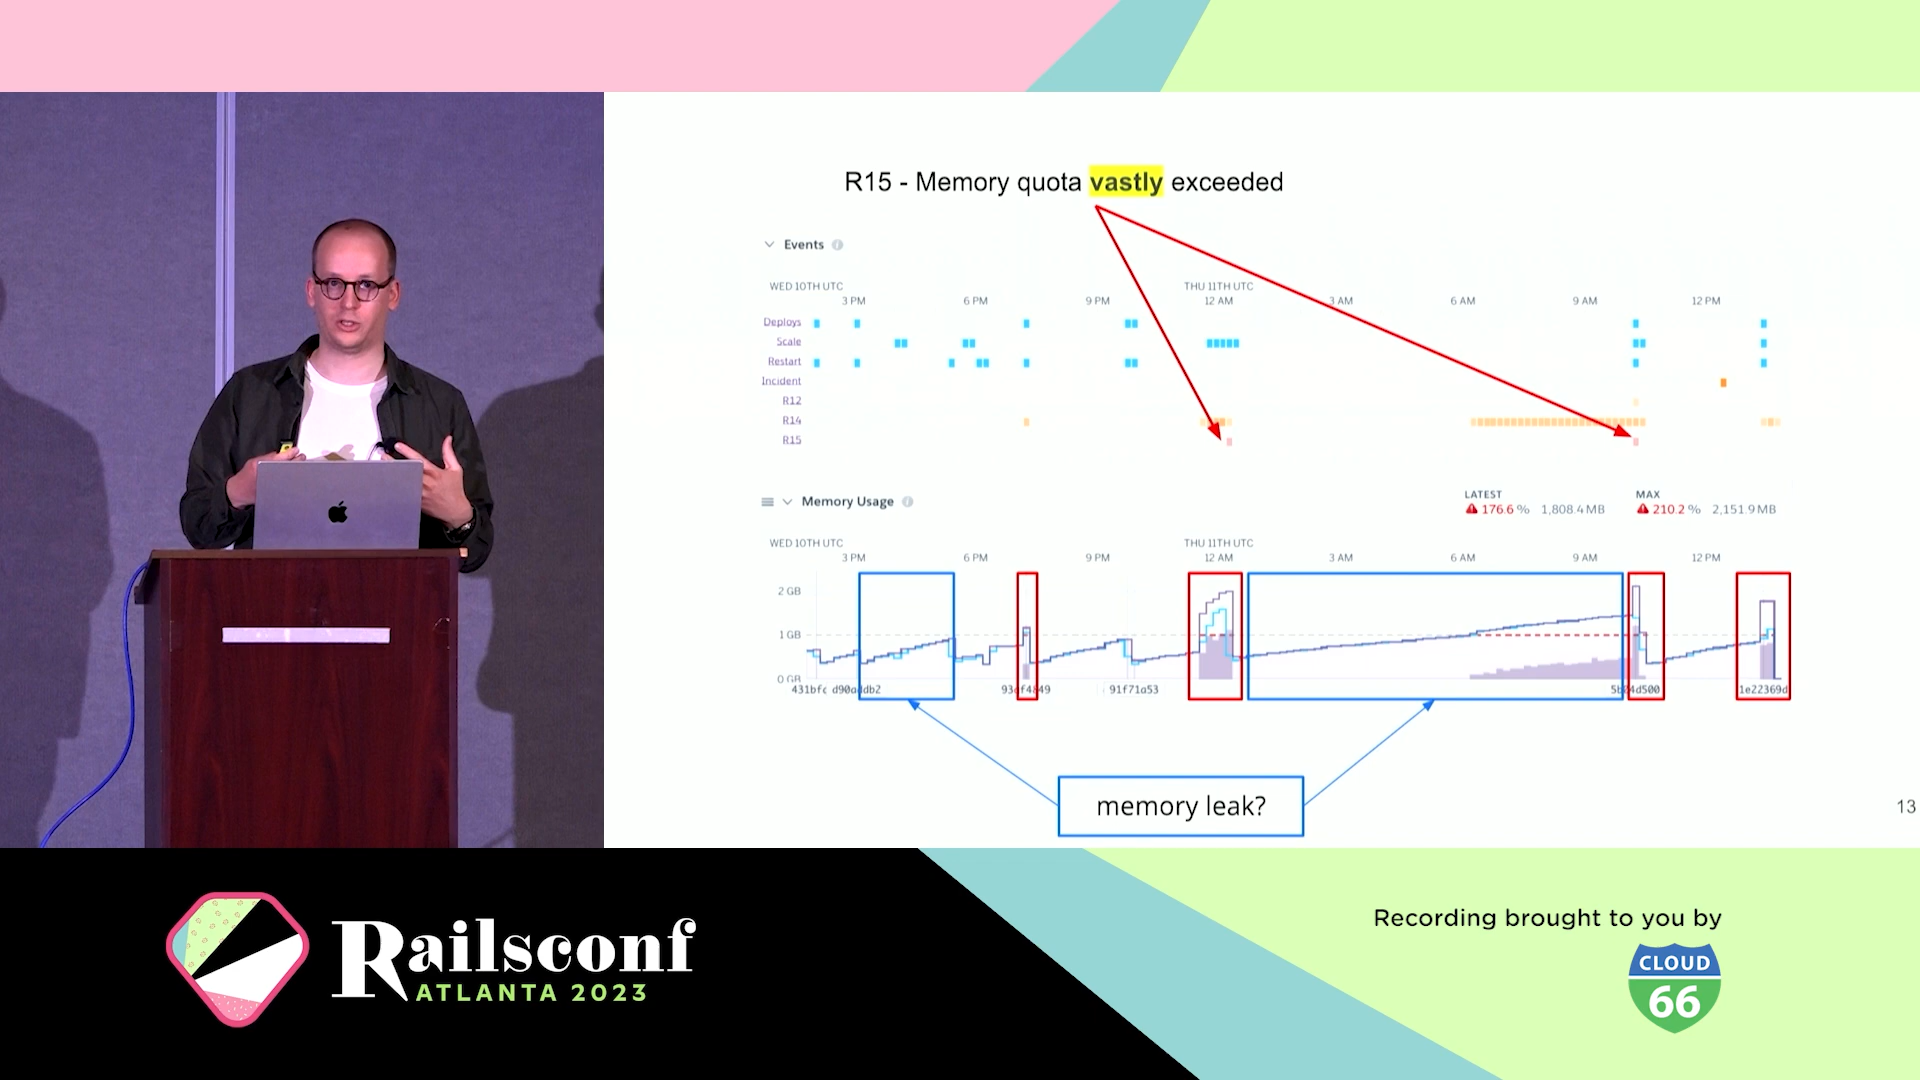 R15 - Memory quota vastly exceeded
Events
WED 10TH UTC THU 11TH UTC
3 PM 6 PM 9 PM 12 AM 3 AM 6 AM 9 AM 12 PM
Deploys
Scale
Restart
Incident
R12
R14
R15
Memory Usage
LATEST MAX
176.6 % 1,808.4 MB 210.2 % 2,151.9 MB
WED 10TH UTC THU 11TH UTC
3 PM 6 PM 9 PM 12 AM 3 AM 6 AM 9 AM 12 PM
2 GB
1 GB
0 GB
91f71a53 1e22369d
memory leak?
13
Railsconf
ATLANTA 2023
Recording brought to you by
CLOUD
66